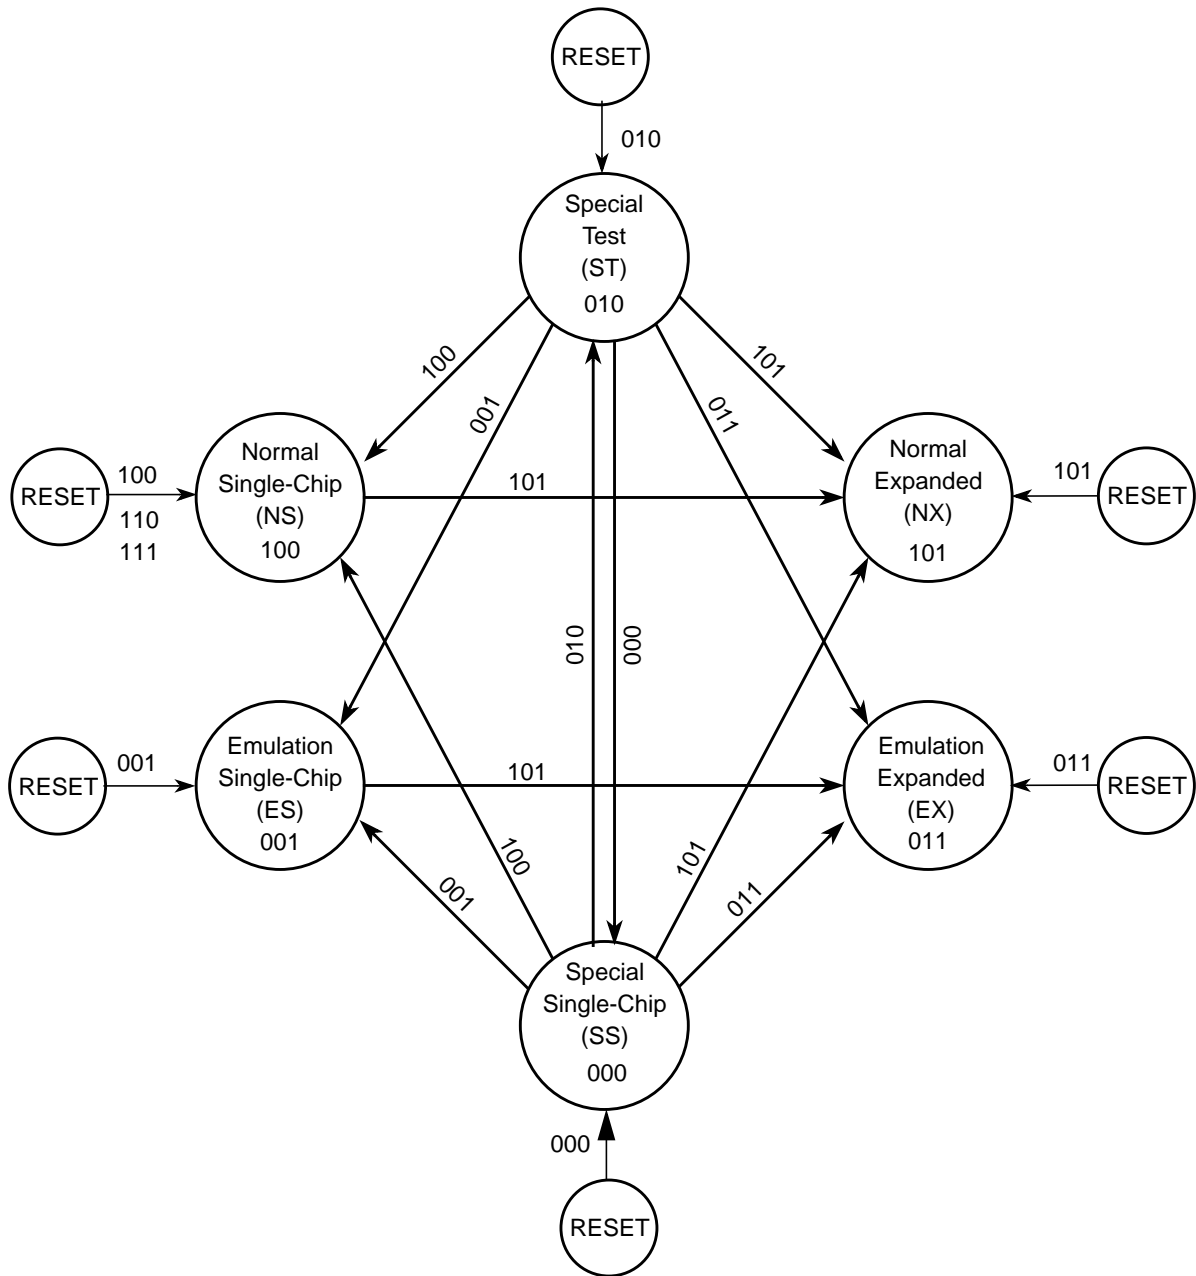 RESET
010
Special
Test
(ST)
010
100
101
001
011
Normal
Single-Chip
(NS)
100
Normal
Expanded
(NX)
101
RESET
100
110
111
101
101
RESET
010
000
Emulation
Single-Chip
(ES)
001
Emulation
Expanded
(EX)
011
RESET
001
101
011
RESET
100
101
001
011
Special
Single-Chip
(SS)
000
000
RESET